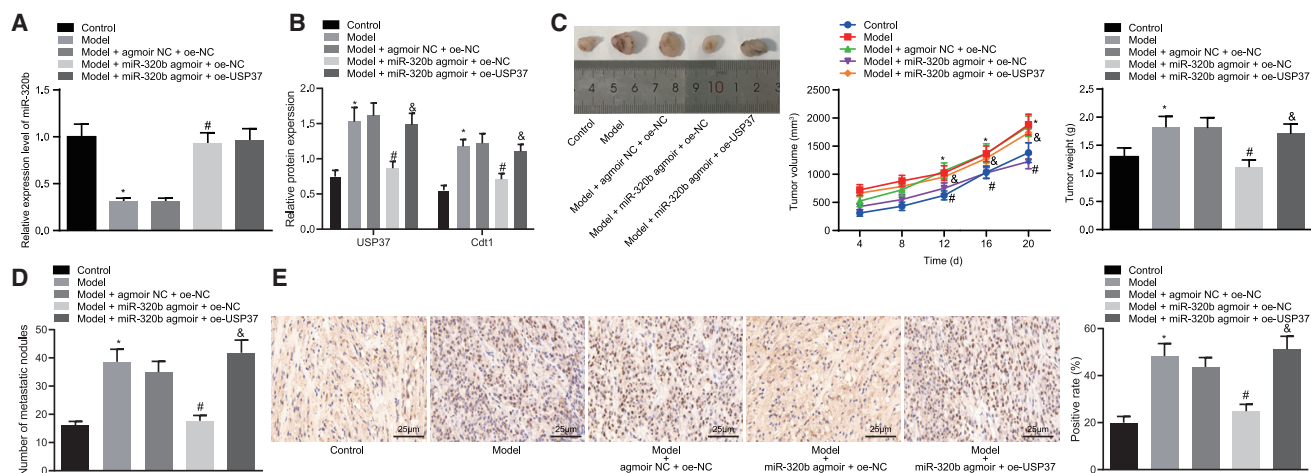 A
Control
Model
Model + agmoir NC + oe-NC
Model + miR-320b agmoir + oe-NC
Model + miR-320b agmoir + oe-USP37
Relative expression level of miR-320b
1.5
1.0
0.5
0.0
*
#
B
Control
Model
Model + agmoir NC + oe-NC
Model + miR-320b agmoir + oe-NC
Model + miR-320b agmoir + oe-USP37
Relative protein experssion
2.0
1.5
1.0
0.5
0.0
*
#
&
*
#
&
USP37
Cdt1
C
4 5 6 7 8 9 10 1 2 3
Control
Model
Model + agmoir NC + oe-NC
Model + miR-320b agmoir + oe-NC
Model + miR-320b agmoir + oe-USP37
Control
Model
Model + agmoir NC + oe-NC
Model + miR-320b agmoir + oe-NC
Model + miR-320b agmoir + oe-USP37
Tumor volume (mm³)
2500
2000
1500
1000
500
0
*
&
#
*
&
#
*
&
#
4 8 12 16 20
Time (d)
Control
Model
Model + agmoir NC + oe-NC
Model + miR-320b agmoir + oe-NC
Model + miR-320b agmoir + oe-USP37
Tumor weight (g)
2.5
2.0
1.5
1.0
0.5
0.0
*
#
&
D
Control
Model
Model + agmoir NC + oe-NC
Model + miR-320b agmoir + oe-NC
Model + miR-320b agmoir + oe-USP37
Number of metastatic nodules
50
40
30
20
10
0
*
#
&
E
25μm
25μm
25μm
25μm
25μm
Control
Model
Model
+
agmoir NC + oe-NC
Model
+
miR-320b agmoir + oe-NC
Model
+
miR-320b agmoir + oe-USP37
Control
Model
Model + agmoir NC + oe-NC
Model + miR-320b agmoir + oe-NC
Model + miR-320b agmoir + oe-USP37
Positive rate (%)
60
40
20
0
*
#
&